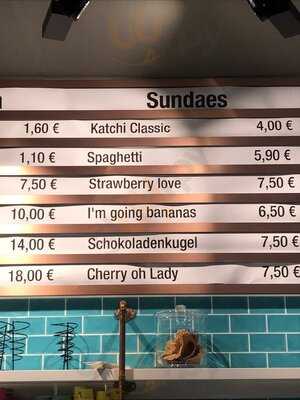 Sundaes
1,60 € Katchi Classic 4,00 €
1,10 € Spaghetti 5,90 €
7,50 € Strawberry love 7,50 €
10,00 € I'm going bananas 6,50 €
14,00 € Schokoladenkugel 7,50 €
18,00 € Cherry oh Lady 7,50 €